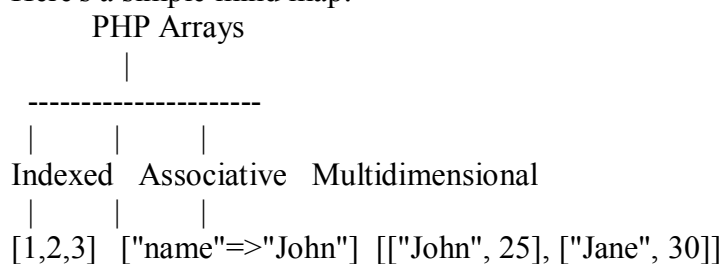 Here's a simple mind map:
PHP Arrays
|
----------------------
| | |
Indexed Associative Multidimensional
| | |
[1,2,3] ["name"=>"John"] [["John", 25], ["Jane", 30]]